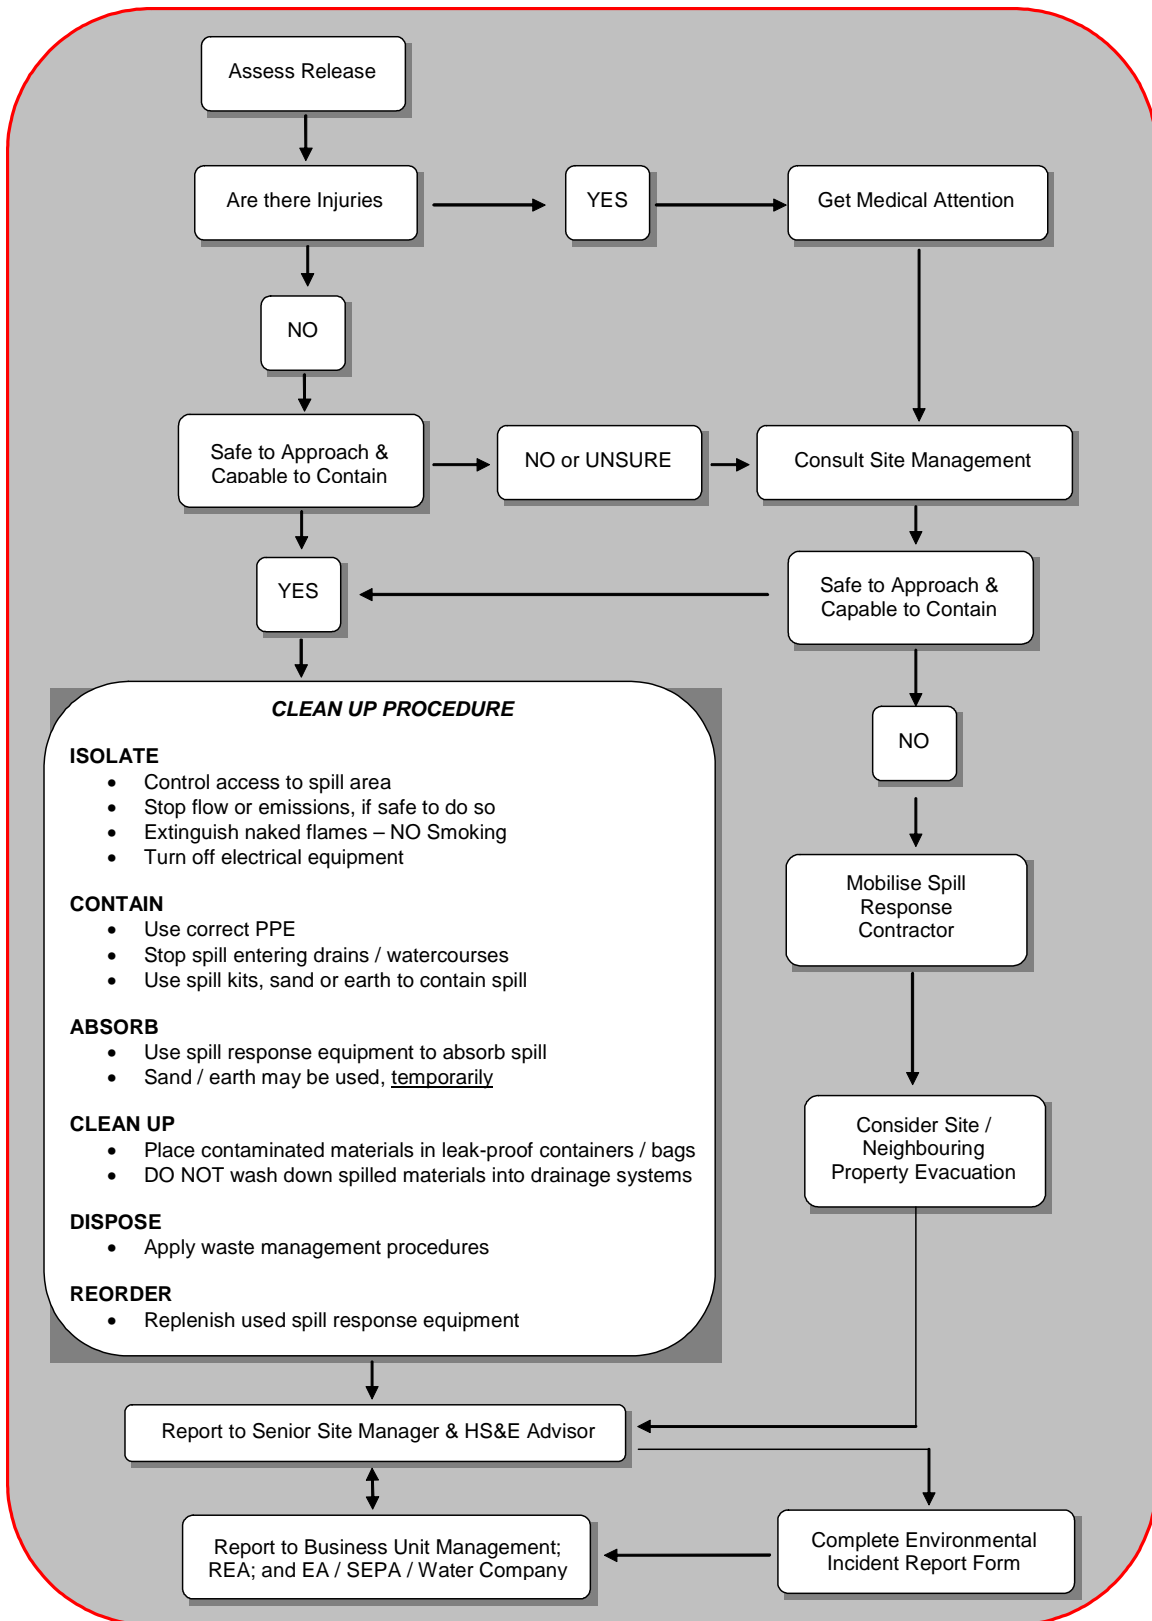 Assess Release
Are there Injuries
YES
Get Medical Attention
NO
Safe to Approach &
Capable to Contain
NO or UNSURE
Consult Site Management
YES
Safe to Approach &
Capable to Contain
NO
Mobilise Spill
Response
Contractor
Consider Site /
Neighbouring
Property Evacuation
CLEAN UP PROCEDURE
ISOLATE
• Control access to spill area
• Stop flow or emissions, if safe to do so
• Extinguish naked flames – NO Smoking
• Turn off electrical equipment
CONTAIN
• Use correct PPE
• Stop spill entering drains / watercourses
• Use spill kits, sand or earth to contain spill
ABSORB
• Use spill response equipment to absorb spill
• Sand / earth may be used, temporarily
CLEAN UP
• Place contaminated materials in leak-proof containers / bags
• DO NOT wash down spilled materials into drainage systems
DISPOSE
• Apply waste management procedures
REORDER
• Replenish used spill response equipment
Report to Senior Site Manager & HS&E Advisor
Report to Business Unit Management;
REA; and EA / SEPA / Water Company
Complete Environmental
Incident Report Form